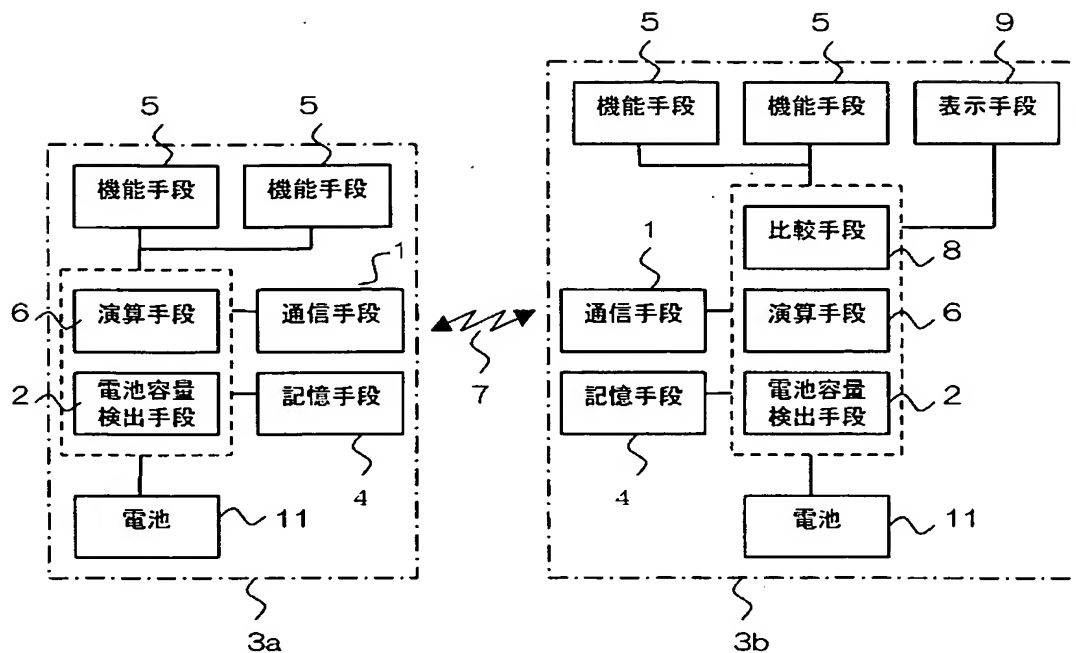 5
5
機能手段
機能手段
1
6
演算手段
通信手段
2
電池容量
検出手段
記憶手段
4
電池
11
3a
7
5
5
9
機能手段
機能手段
表示手段
比較手段
8
1
通信手段
演算手段
6
記憶手段
電池容量
検出手段
2
4
電池
11
3b